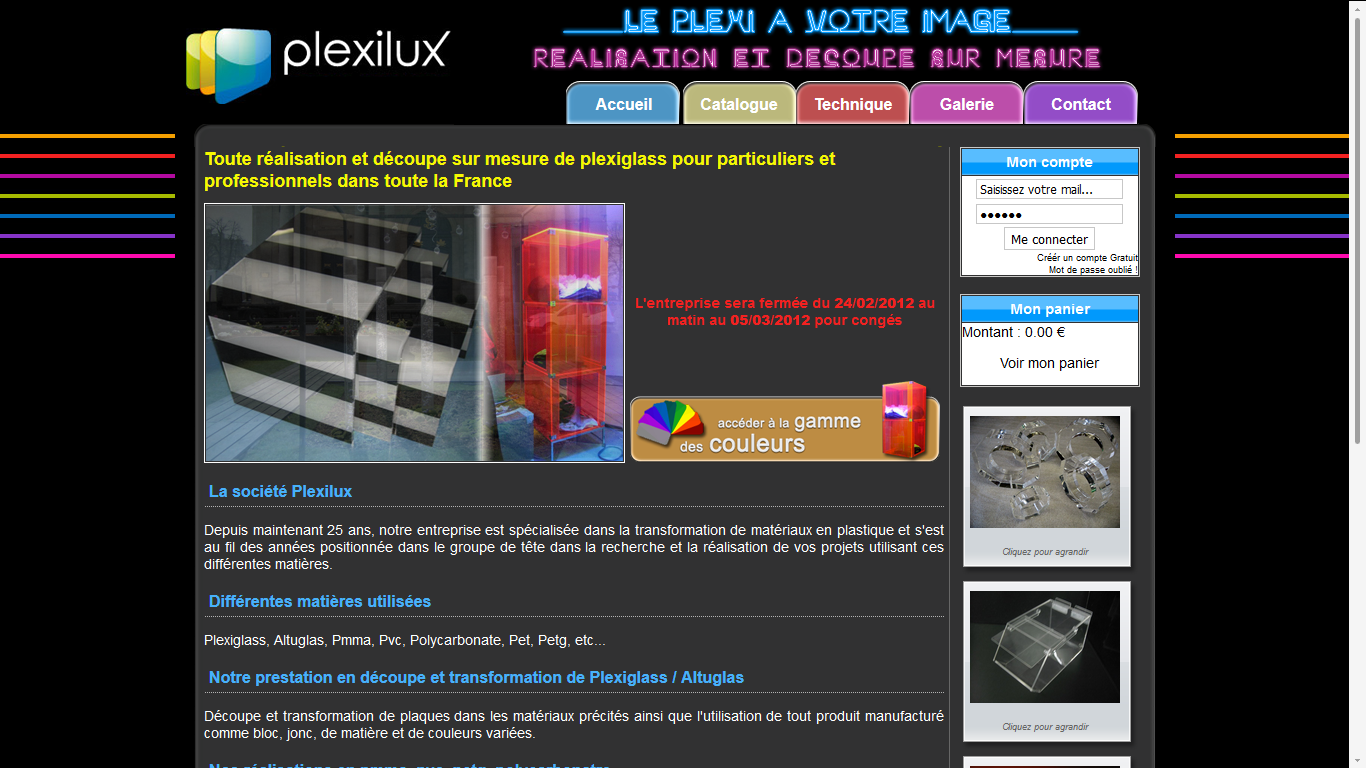 plexilux
LE PLEXI A VOTRE IMAGE
REALISATION ET DECOUPE SUR MESURE
Accueil
Catalogue
Technique
Galerie
Contact
Toute réalisation et découpe sur mesure de plexiglass pour particuliers et
professionnels dans toute la France
L'entreprise sera fermée du 24/02/2012 au
matin au 05/03/2012 pour congés
accéder à la gamme
des couleurs
La société Plexilux
Depuis maintenant 25 ans, notre entreprise est spécialisée dans la transformation de matériaux en plastique et s'est
au fil des années positionnée dans le groupe de tête dans la recherche et la réalisation de vos projets utilisant ces
différentes matières.
Différentes matières utilisées
Plexiglass, Altuglas, Pmma, Pvc, Polycarbonate, Pet, Petg, etc...
Notre prestation en découpe et transformation de Plexiglass / Altuglas
Découpe et transformation de plaques dans les matériaux précités ainsi que l'utilisation de tout produit manufacturé
comme bloc, jonc, de matière et de couleurs variées.
Mon compte
Saisissez votre mail...
Me connecter
Créér un compte Gratuit
Mot de passe oublié !
Mon panier
Montant : 0.00 €
Voir mon panier
Cliquez pour agrandir
Cliquez pour agrandir